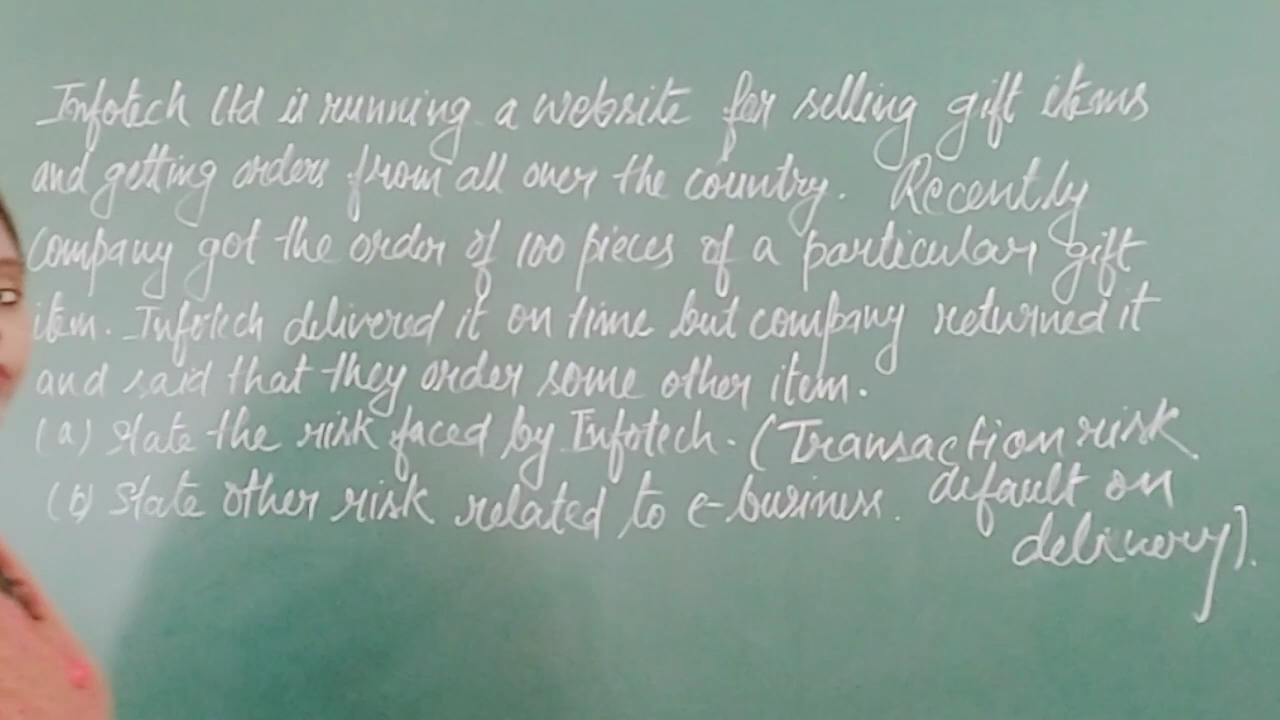 Infotech Ltd is running a website for selling gift items
and getting orders from all over the country. Recently
Company got the order of 100 pieces of a particular gift
item. Infotech delivered it on time but company returned it
and said that they order some other item.
(a) State the risk faced by Infotech. (Transaction risk
(b) State other risk related to e-business. default on
delivery).